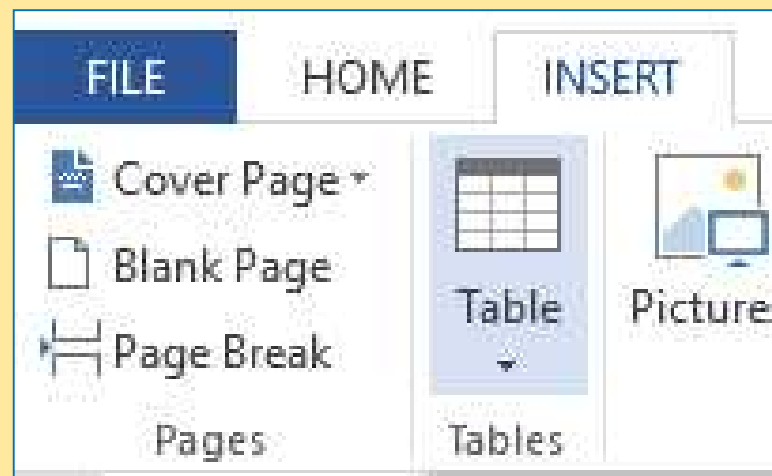 FILE HOME INSERT
Cover Page
Blank Page
Page Break
Table
Picture
Pages
Tables